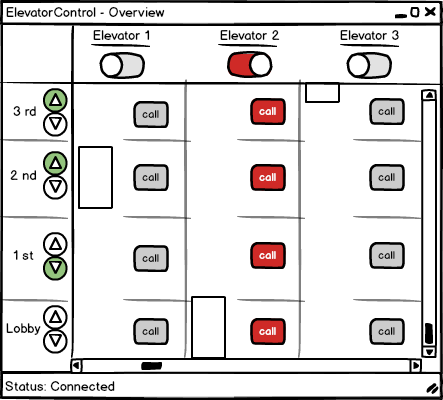 ElevatorControl - Overview
Elevator 1 Elevator 2 Elevator 3
3 rd call call call
2 nd call call call
1 st call call call
Lobby call call call
Status: Connected